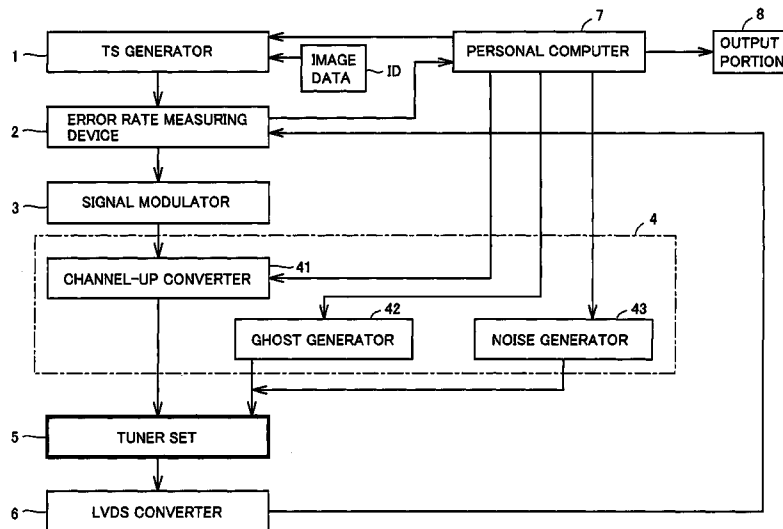 7
8
1
TS GENERATOR
IMAGE
DATA
ID
PERSONAL COMPUTER
OUTPUT
PORTION
2
ERROR RATE MEASURING
DEVICE
3
SIGNAL MODULATOR
4
41
CHANNEL-UP CONVERTER
42
GHOST GENERATOR
43
NOISE GENERATOR
5
TUNER SET
6
LVDS CONVERTER